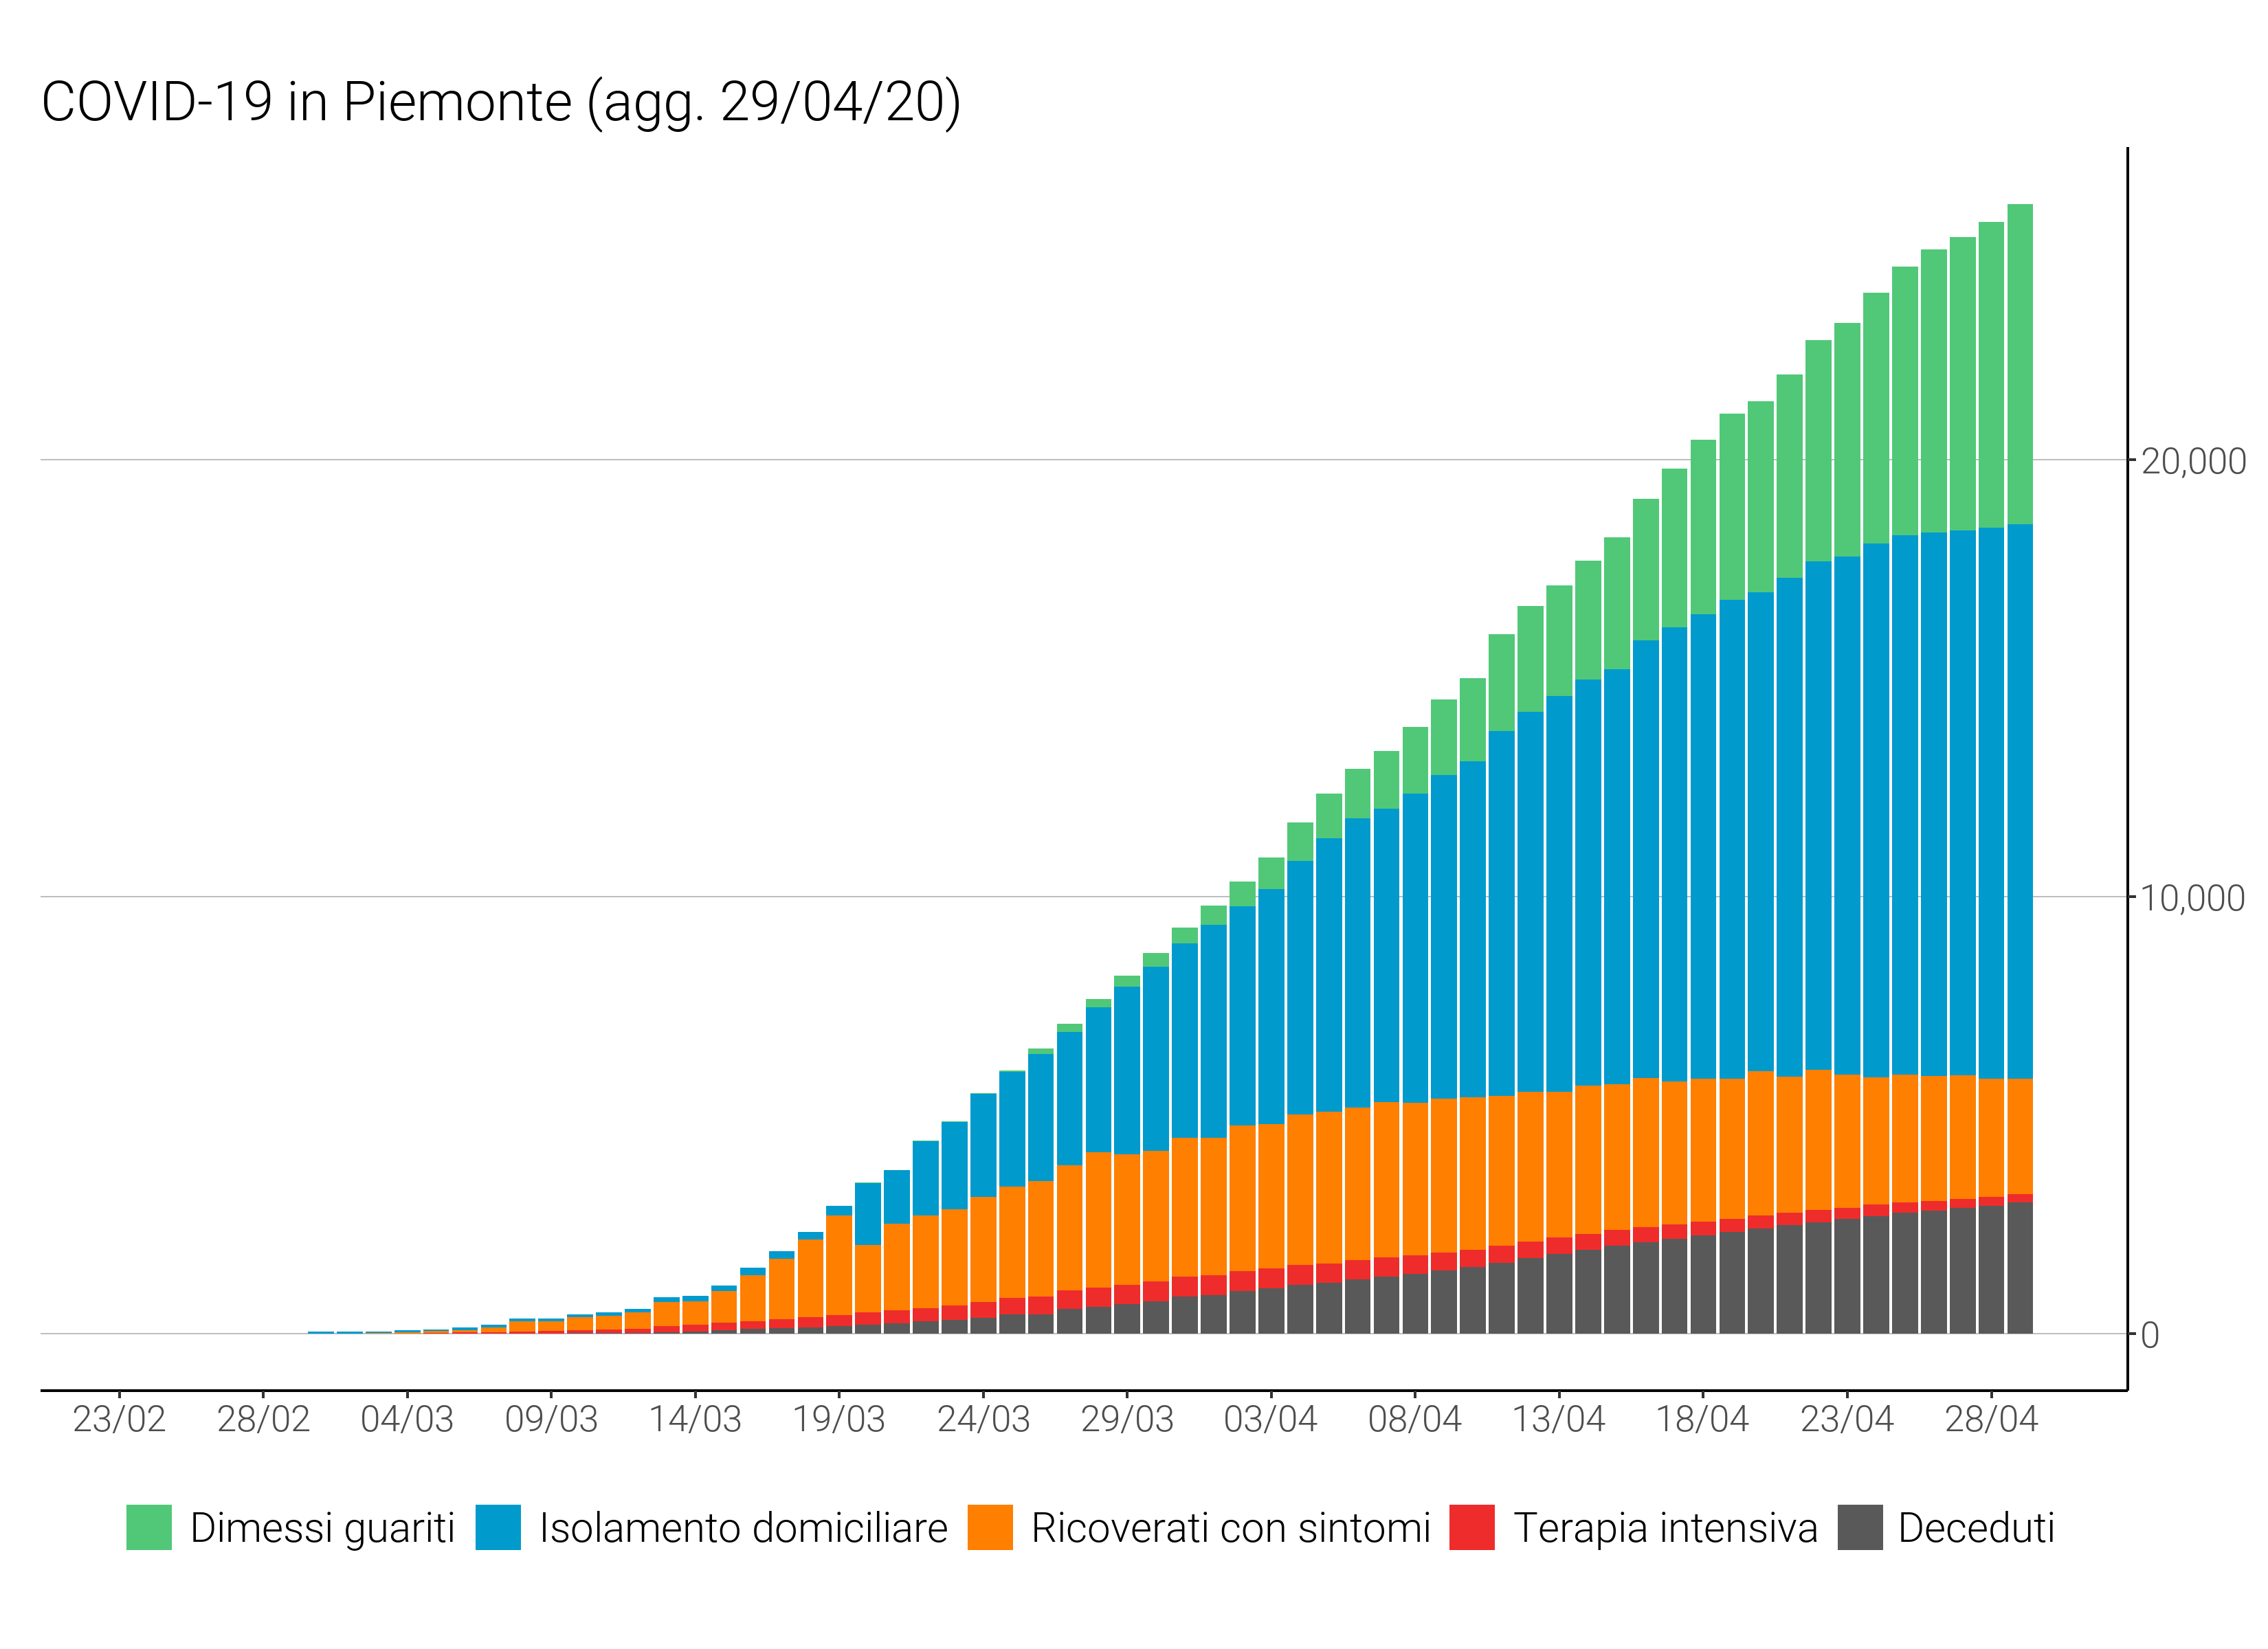 COVID-19 in Piemonte (agg. 29/04/20)
20,000
10,000
0
23/02 28/02 04/03 09/03 14/03 19/03 24/03 29/03 03/04 08/04 13/04 18/04 23/04 28/04
Dimessi guariti Isolamento domiciliare Ricoverati con sintomi Terapia intensiva Deceduti